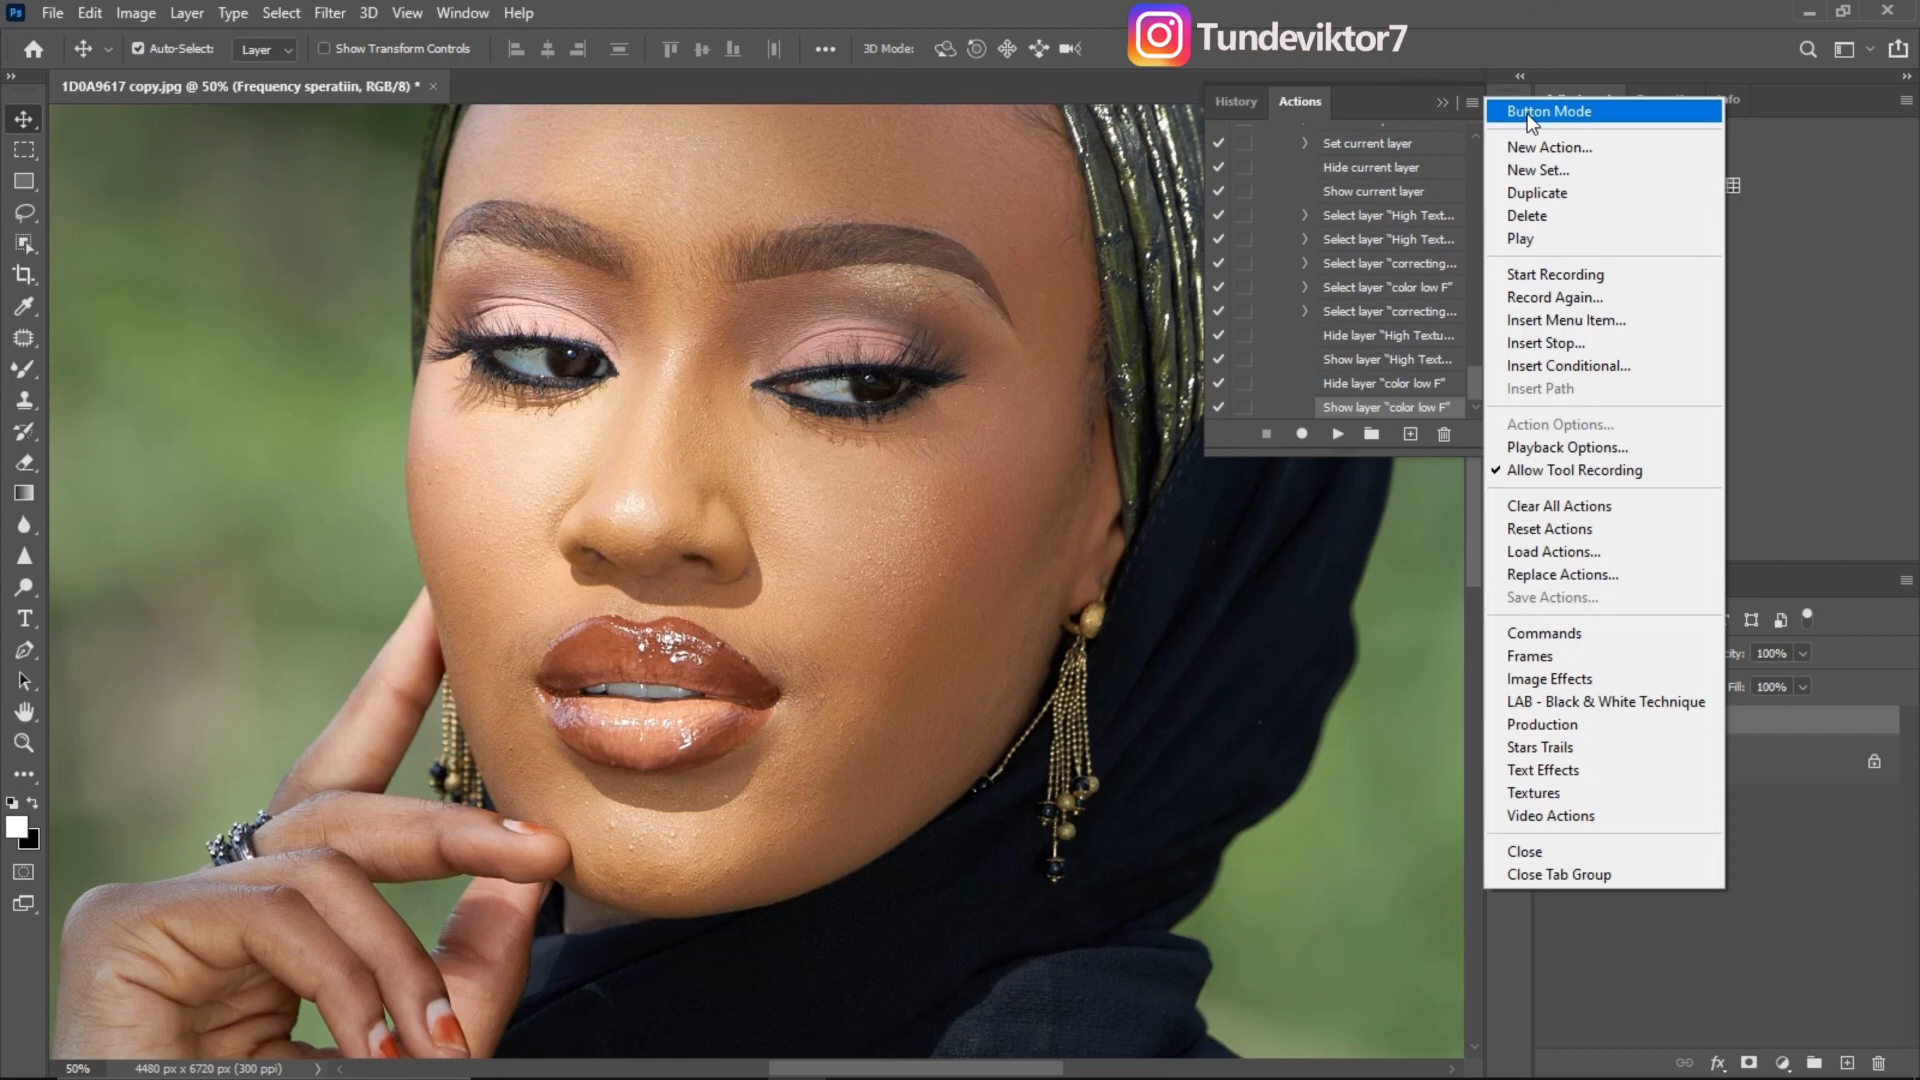 Ps File Edit Image Layer Type Select Filter 3D View Window Help
Auto-Select: Layer Show Transform Controls 3D Mode:
Tundeviktor7
1D0A9617 copy.jpg @ 50% (Frequency speratiin, RGB/8) *
History Actions
Set current layer
Hide current layer
Show current layer
Select layer "High Text...
Select layer "High Text...
Select layer "correcting...
Select layer "color low F"
Select layer "correcting...
Hide layer "High Textu...
Show layer "High Text...
Hide layer "color low F"
Show layer "color low F"
Button Mode
New Action...
New Set...
Duplicate
Delete
Play
Start Recording
Record Again...
Insert Menu Item...
Insert Stop...
Insert Conditional...
Insert Path
Action Options...
Playback Options...
Allow Tool Recording
Clear All Actions
Reset Actions
Load Actions...
Replace Actions...
Save Actions...
Commands
Frames
Image Effects
LAB - Black & White Technique
Production
Stars Trails
Text Effects
Textures
Video Actions
Close
Close Tab Group
100%
Fill: 100%
50% 4480 px x 6720 px (300 ppi)
fx